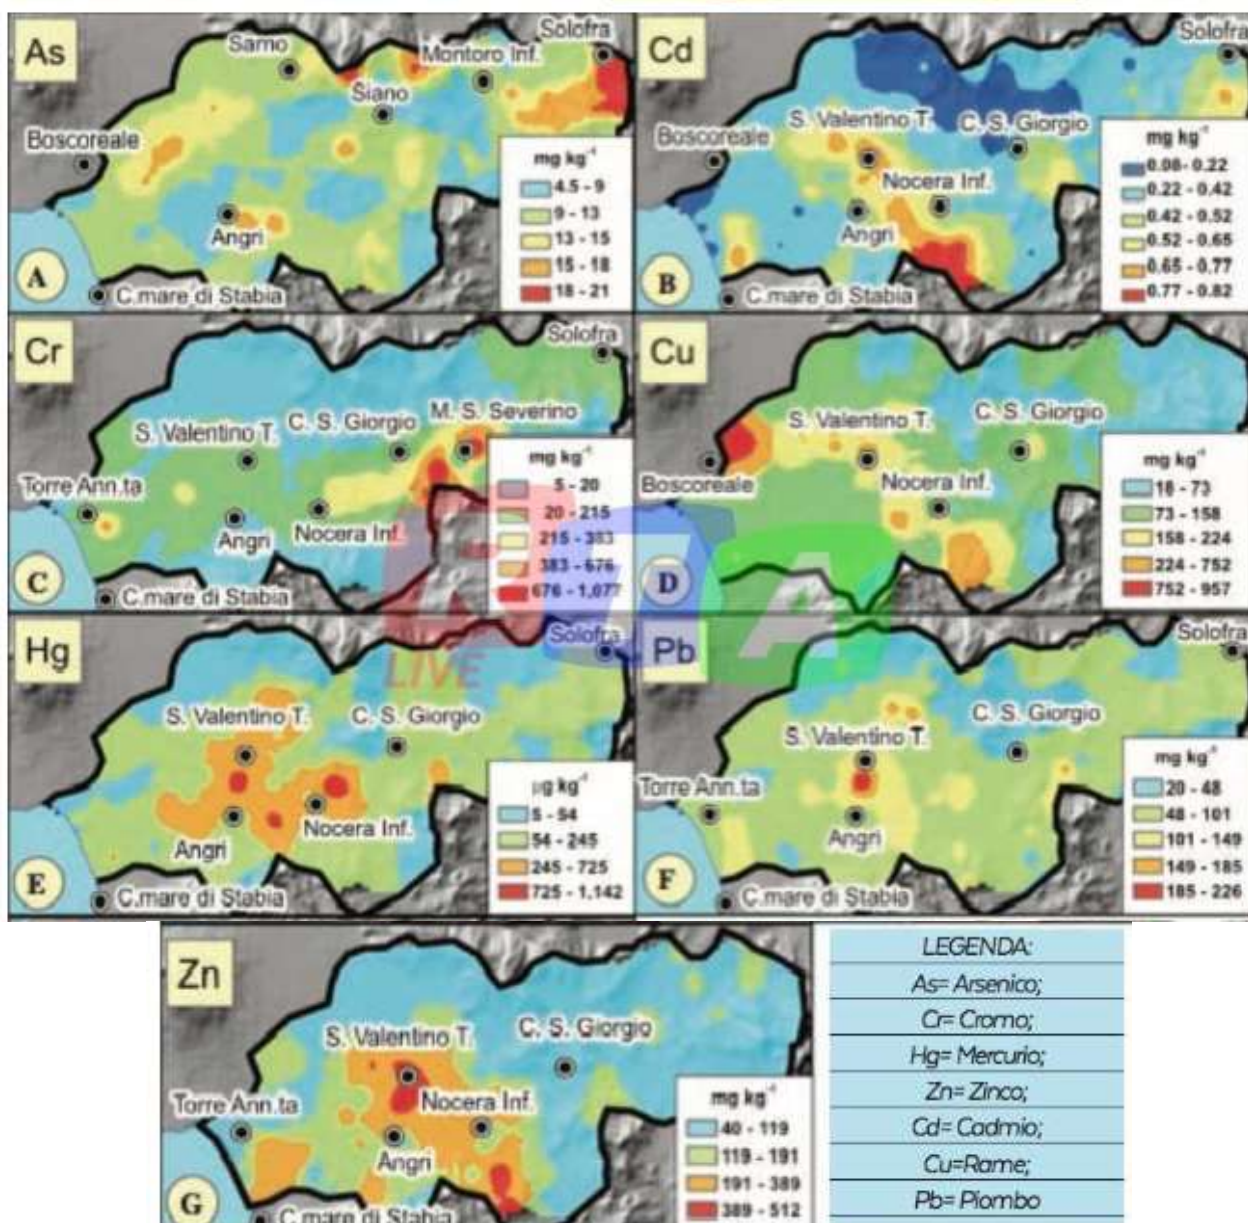 As
Sarno
Montoro Inf.
Solofra
Siano
Boscoreale
Angri
C.mare di Stabia
A
mg kg⁻¹
4.5 - 9
9 - 13
13 - 15
15 - 18
18 - 21
Cd
Solofra
S. Valentino T.
C. S. Giorgio
Boscoreale
Nocera Inf.
Angri
B
mg kg⁻¹
0.08- 0.22
0.22 - 0.42
0.42 - 0.52
0.52 - 0.65
0.65 - 0.77
0.77 - 0.82
C.mare di Stabia
Cr
Solofra
S. Valentino T.
C. S. Giorgio
M. S. Severino
Torre Ann.ta
Angri
Nocera Inf.
C
C.mare di Stabia
mg kg⁻¹
5 - 20
20 - 215
215 - 383
383 - 676
676 - 1,077
Cu
S. Valentino T.
C. S. Giorgio
Boscoreale
Nocera Inf.
D
mg kg⁻¹
18 - 73
73 - 158
158 - 224
224 - 752
752 - 957
RTA
LIVE
Hg
Solofra
S. Valentino T.
C. S. Giorgio
Angri
Nocera Inf.
E
C.mare di Stabia
µg kg⁻¹
5 - 54
54 - 245
245 - 725
725 - 1,142
Pb
Solofra
S. Valentino T.
C. S. Giorgio
Torre Ann.ta
Angri
F
C.mare di Stabia
mg kg⁻¹
20 - 48
48 - 101
101 - 149
149 - 185
185 - 226
Zn
S. Valentino T.
C. S. Giorgio
Torre Ann.ta
Nocera Inf.
Angri
G
C.mare di Stabia
mg kg⁻¹
40 - 119
119 - 191
191 - 389
389 - 512
LEGENDA:
As= Arsenico;
Cr= Cromo;
Hg= Mercurio;
Zn= Zinco;
Cd= Cadmio;
Cu=Rame;
Pb= Piombo